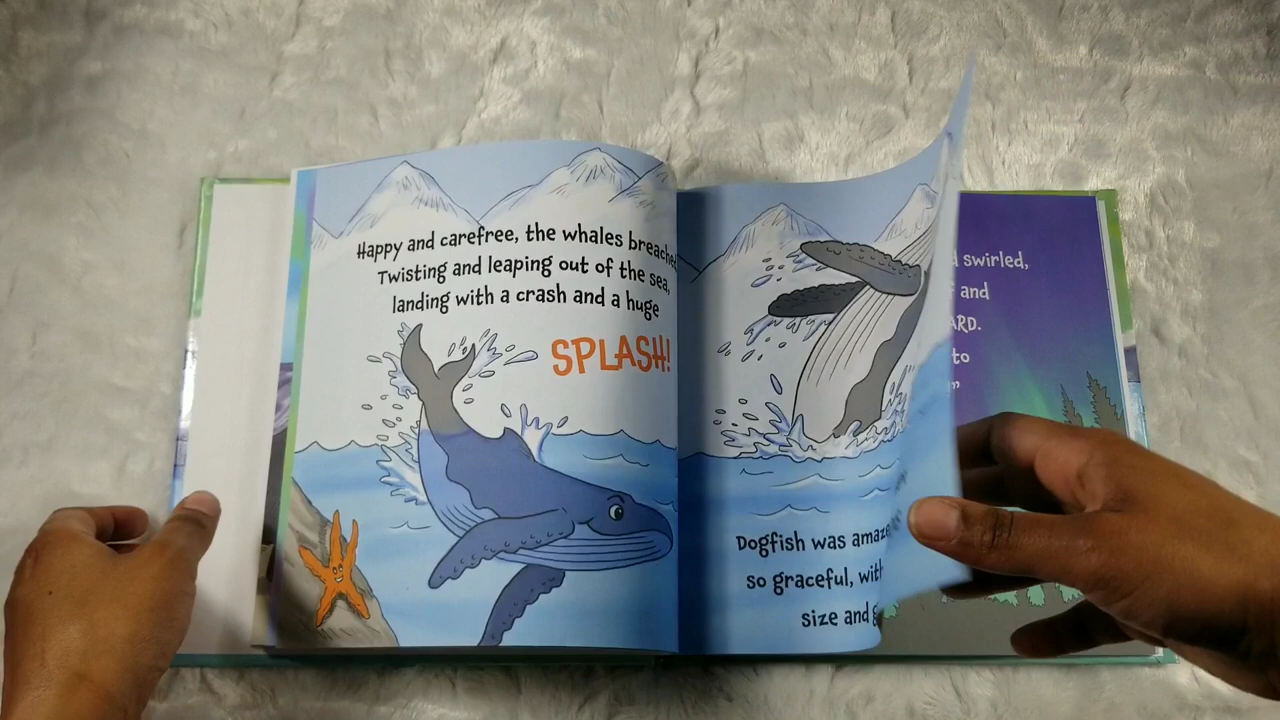 Happy and carefree, the whales breache
Twisting and leaping out of the sea,
landing with a crash and a huge
SPLASH!
Dogfish was amaze
so graceful, with
size and g
swirled,
and
ARD.
to
"